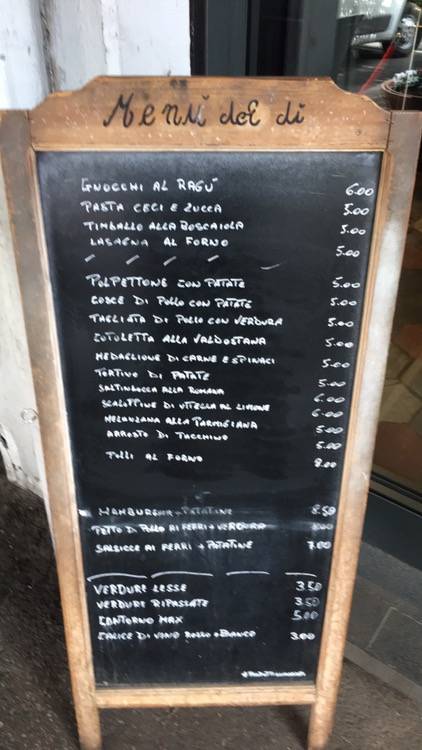 Menù del dì
GNOCCHI AL RAGU' 6.00
PASTA CECI E ZUCCA 5.00
TIMBALLO ALLA BOSCAIOLA 5.00
LASAGNA AL FORNO 5.00
POLPETTONE CON PATATE 5.00
COSCE DI POLLO CON PATATE 5.00
TAGLIATA DI POLLO CON VERDURA 5.00
COTOLETTA ALLA VALDOSTANA 5.00
MEDAGLIONE DI CARNE E SPINACI 5.00
TORTINO DI PATATE 5.00
SALTINBOCCA ALLA ROMANA 6.00
SCALOPPINE DI VITELLA AL LIMONE 6.00
MELANZANA ALLA PARMIGIANA 5.00
ARROSTO DI TACCHINO 5.00
POLLI AL FORNO 8.00
HAMBURGHER + PATATINE 8.50
PETTO DI POLLO AI FERRI + VERDURA
SALSICCE AI FERRI + PATATINE 7.00
VERDURE LESSE 3.50
VERDURE RIPASSATE 3.50
CONTORNO MAX 5.00
CALICE DI VINO ROSSO + BIANCO 3.00